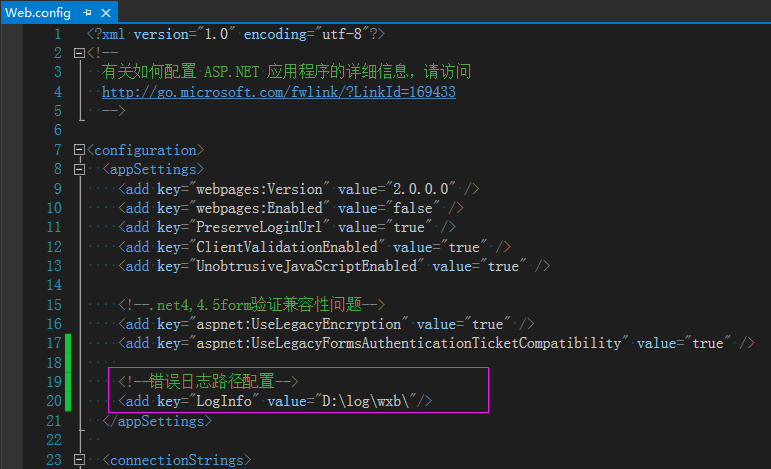 Web.config
1 <?xml version="1.0" encoding="utf-8"?>
2 <!--
3 有关如何配置 ASP.NET 应用程序的详细信息，请访问
4 http://go.microsoft.com/fwlink/?LinkId=169433
5 -->
6
7 <configuration>
8 <appSettings>
9 <add key="webpages:Version" value="2.0.0.0" />
10 <add key="webpages:Enabled" value="false" />
11 <add key="PreserveLoginUrl" value="true" />
12 <add key="ClientValidationEnabled" value="true" />
13 <add key="UnobtrusiveJavaScriptEnabled" value="true" />
14
15 <!--.net4,4.5form验证兼容性问题-->
16 <add key="aspnet:UseLegacyEncryption" value="true" />
17 <add key="aspnet:UseLegacyFormsAuthenticationTicketCompatibility" value="true" />
18
19 <!--错误日志路径配置-->
20 <add key="LogInfo" value="D:\log\wxb\"/>
21 </appSettings>
22
23 <connectionStrings>